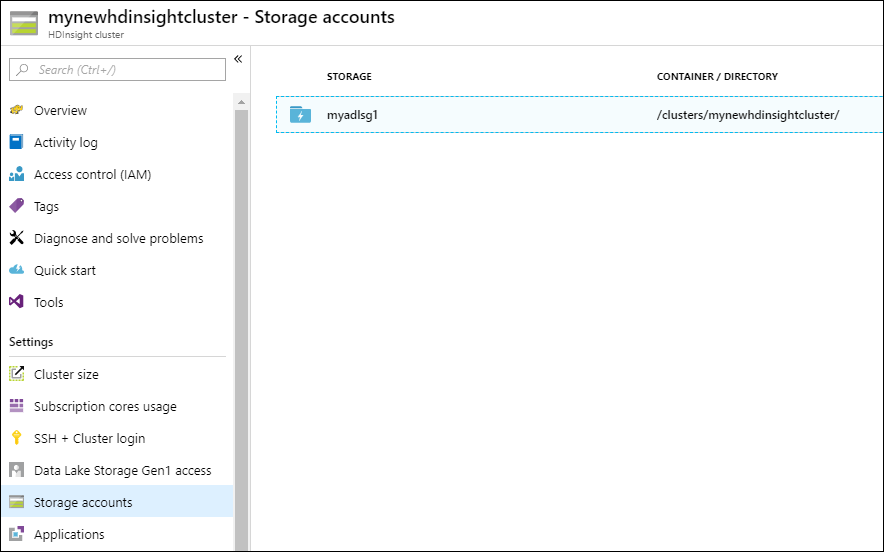 mynewhdinsightcluster - Storage accounts
HDInsight cluster
«
Search (Ctrl+/)
Overview
Activity log
Access control (IAM)
Tags
Diagnose and solve problems
Quick start
Tools
Settings
Cluster size
Subscription cores usage
SSH + Cluster login
Data Lake Storage Gen1 access
Storage accounts
Applications
STORAGE CONTAINER / DIRECTORY
myadlsg1 /clusters/mynewhdinsightcluster/